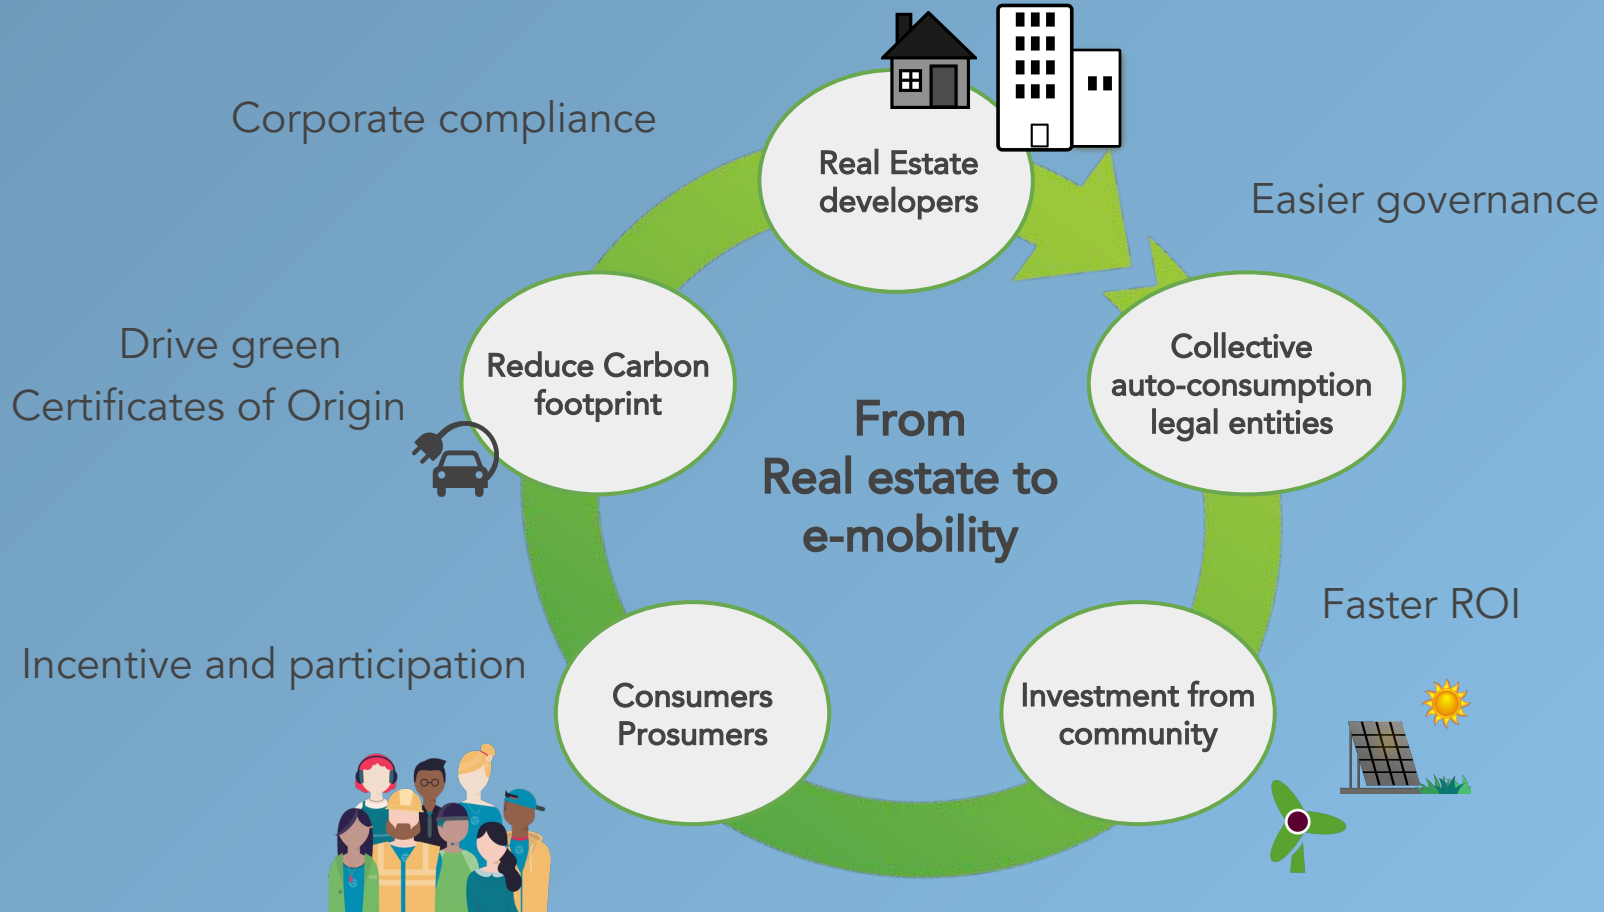 Corporate compliance
Real Estate
developers
Easier governance
Collective
auto-consumption
legal entities
Drive green
Certificates of Origin
Reduce Carbon
footprint
From
Real estate to
e-mobility
Faster ROI
Incentive and participation
Consumers
Prosumers
Investment from
community